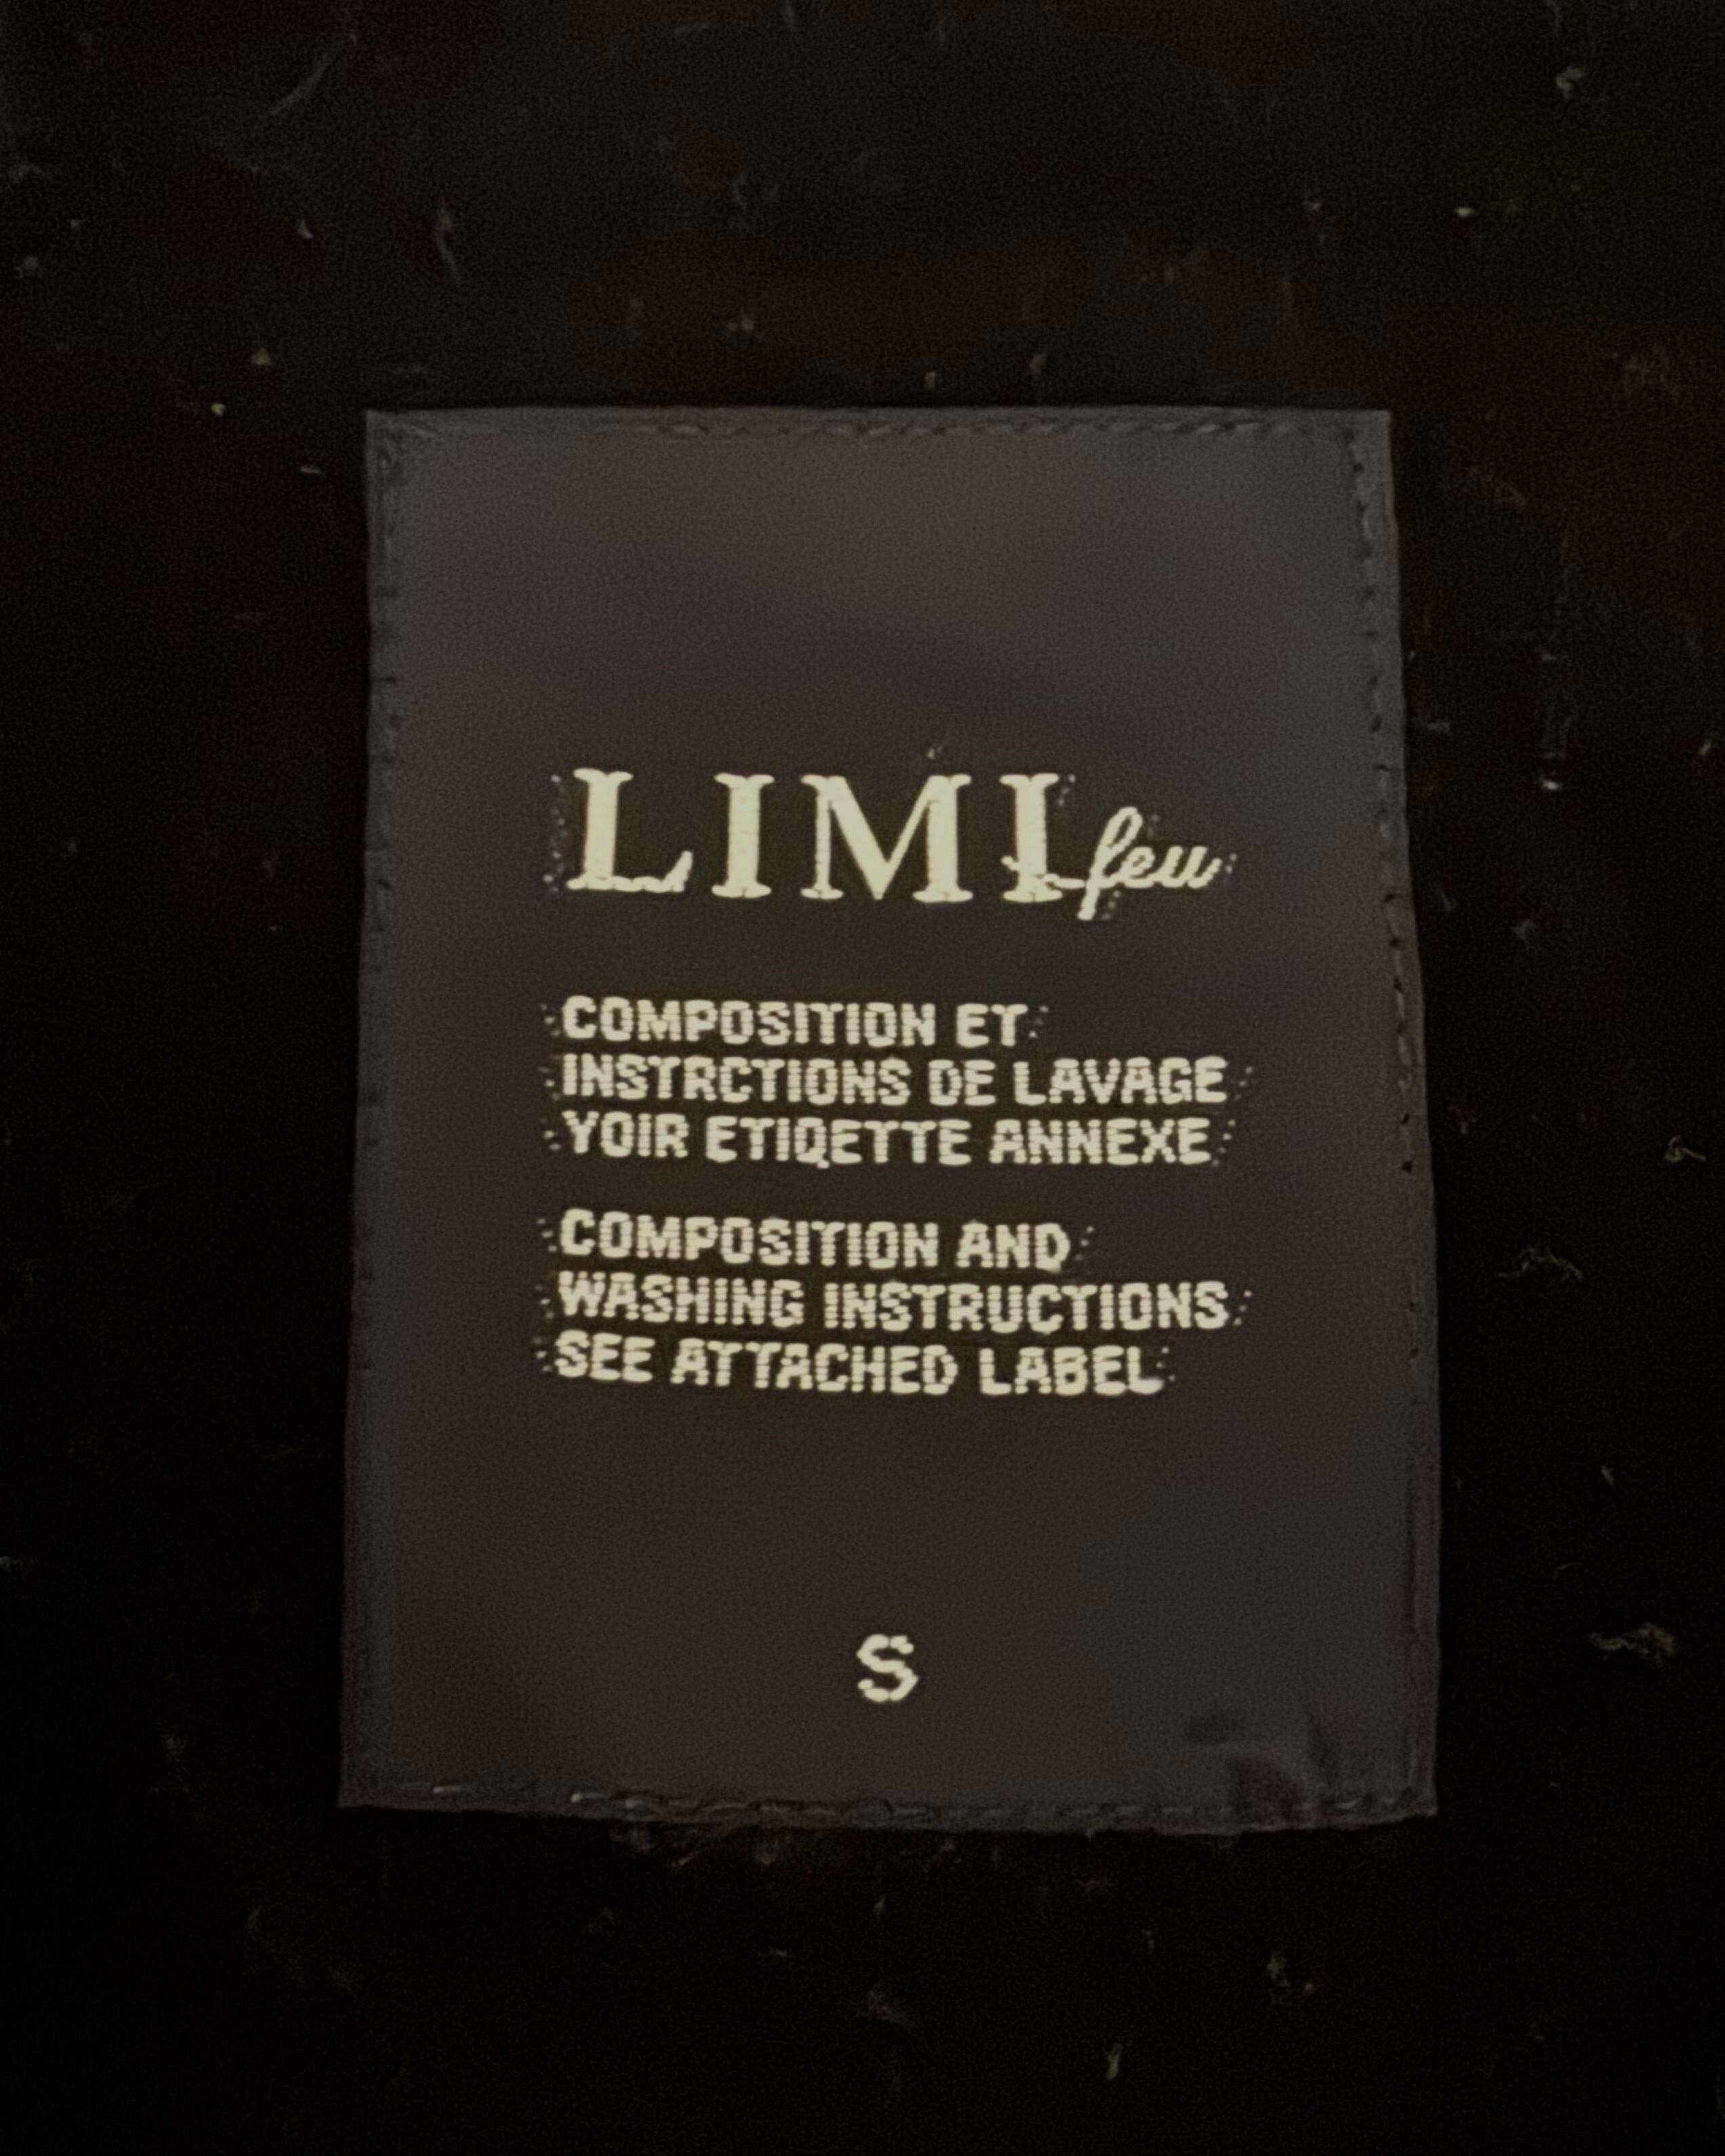 LIMI feu
COMPOSITION ET
INSTRCTIONS DE LAVAGE
YOIR ETIQETTE ANNEXE
COMPOSITION AND
WASHING INSTRUCTIONS
SEE ATTACHED LABEL
S